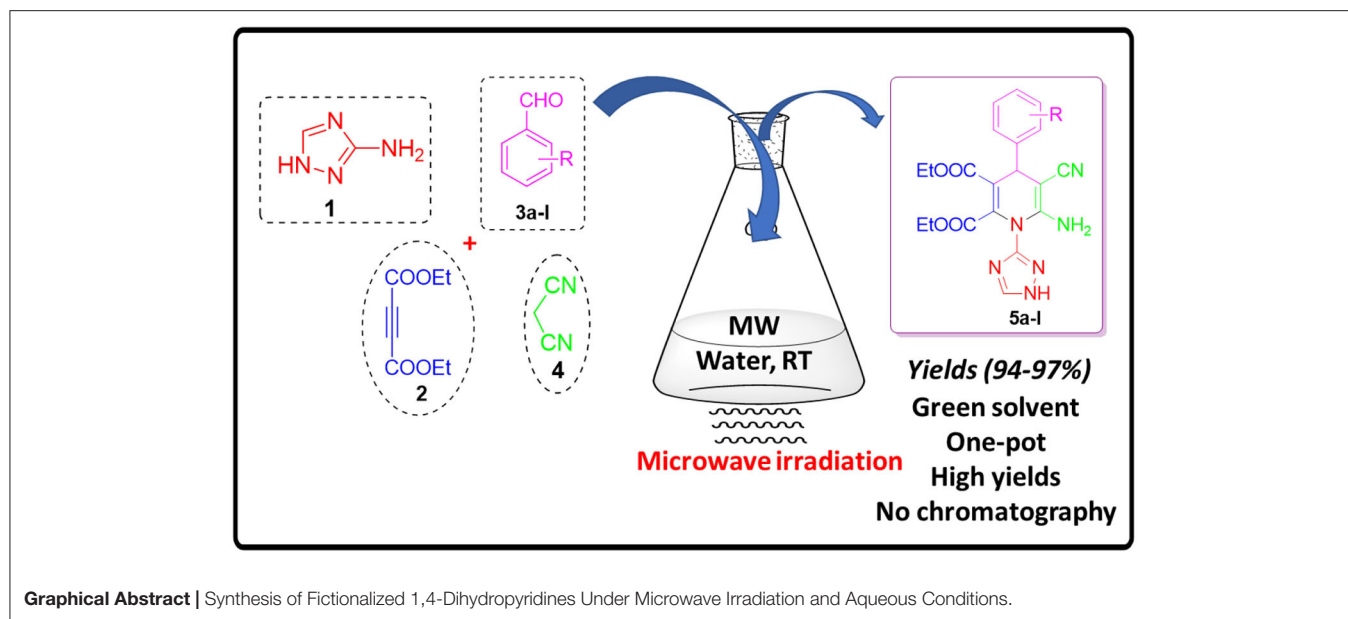 CHO
R
3a-l
N
HN
N
NH₂
1
+
COOEt
COOEt
2
CN
CN
4
MW
Water, RT
Microwave irradiation
R
EtOOC
CN
EtOOC
N
NH₂
N
N
NH
5a-l
Yields (94-97%)
Green solvent
One-pot
High yields
No chromatography
Graphical Abstract | Synthesis of Fictionalized 1,4-Dihydropyridines Under Microwave Irradiation and Aqueous Conditions.